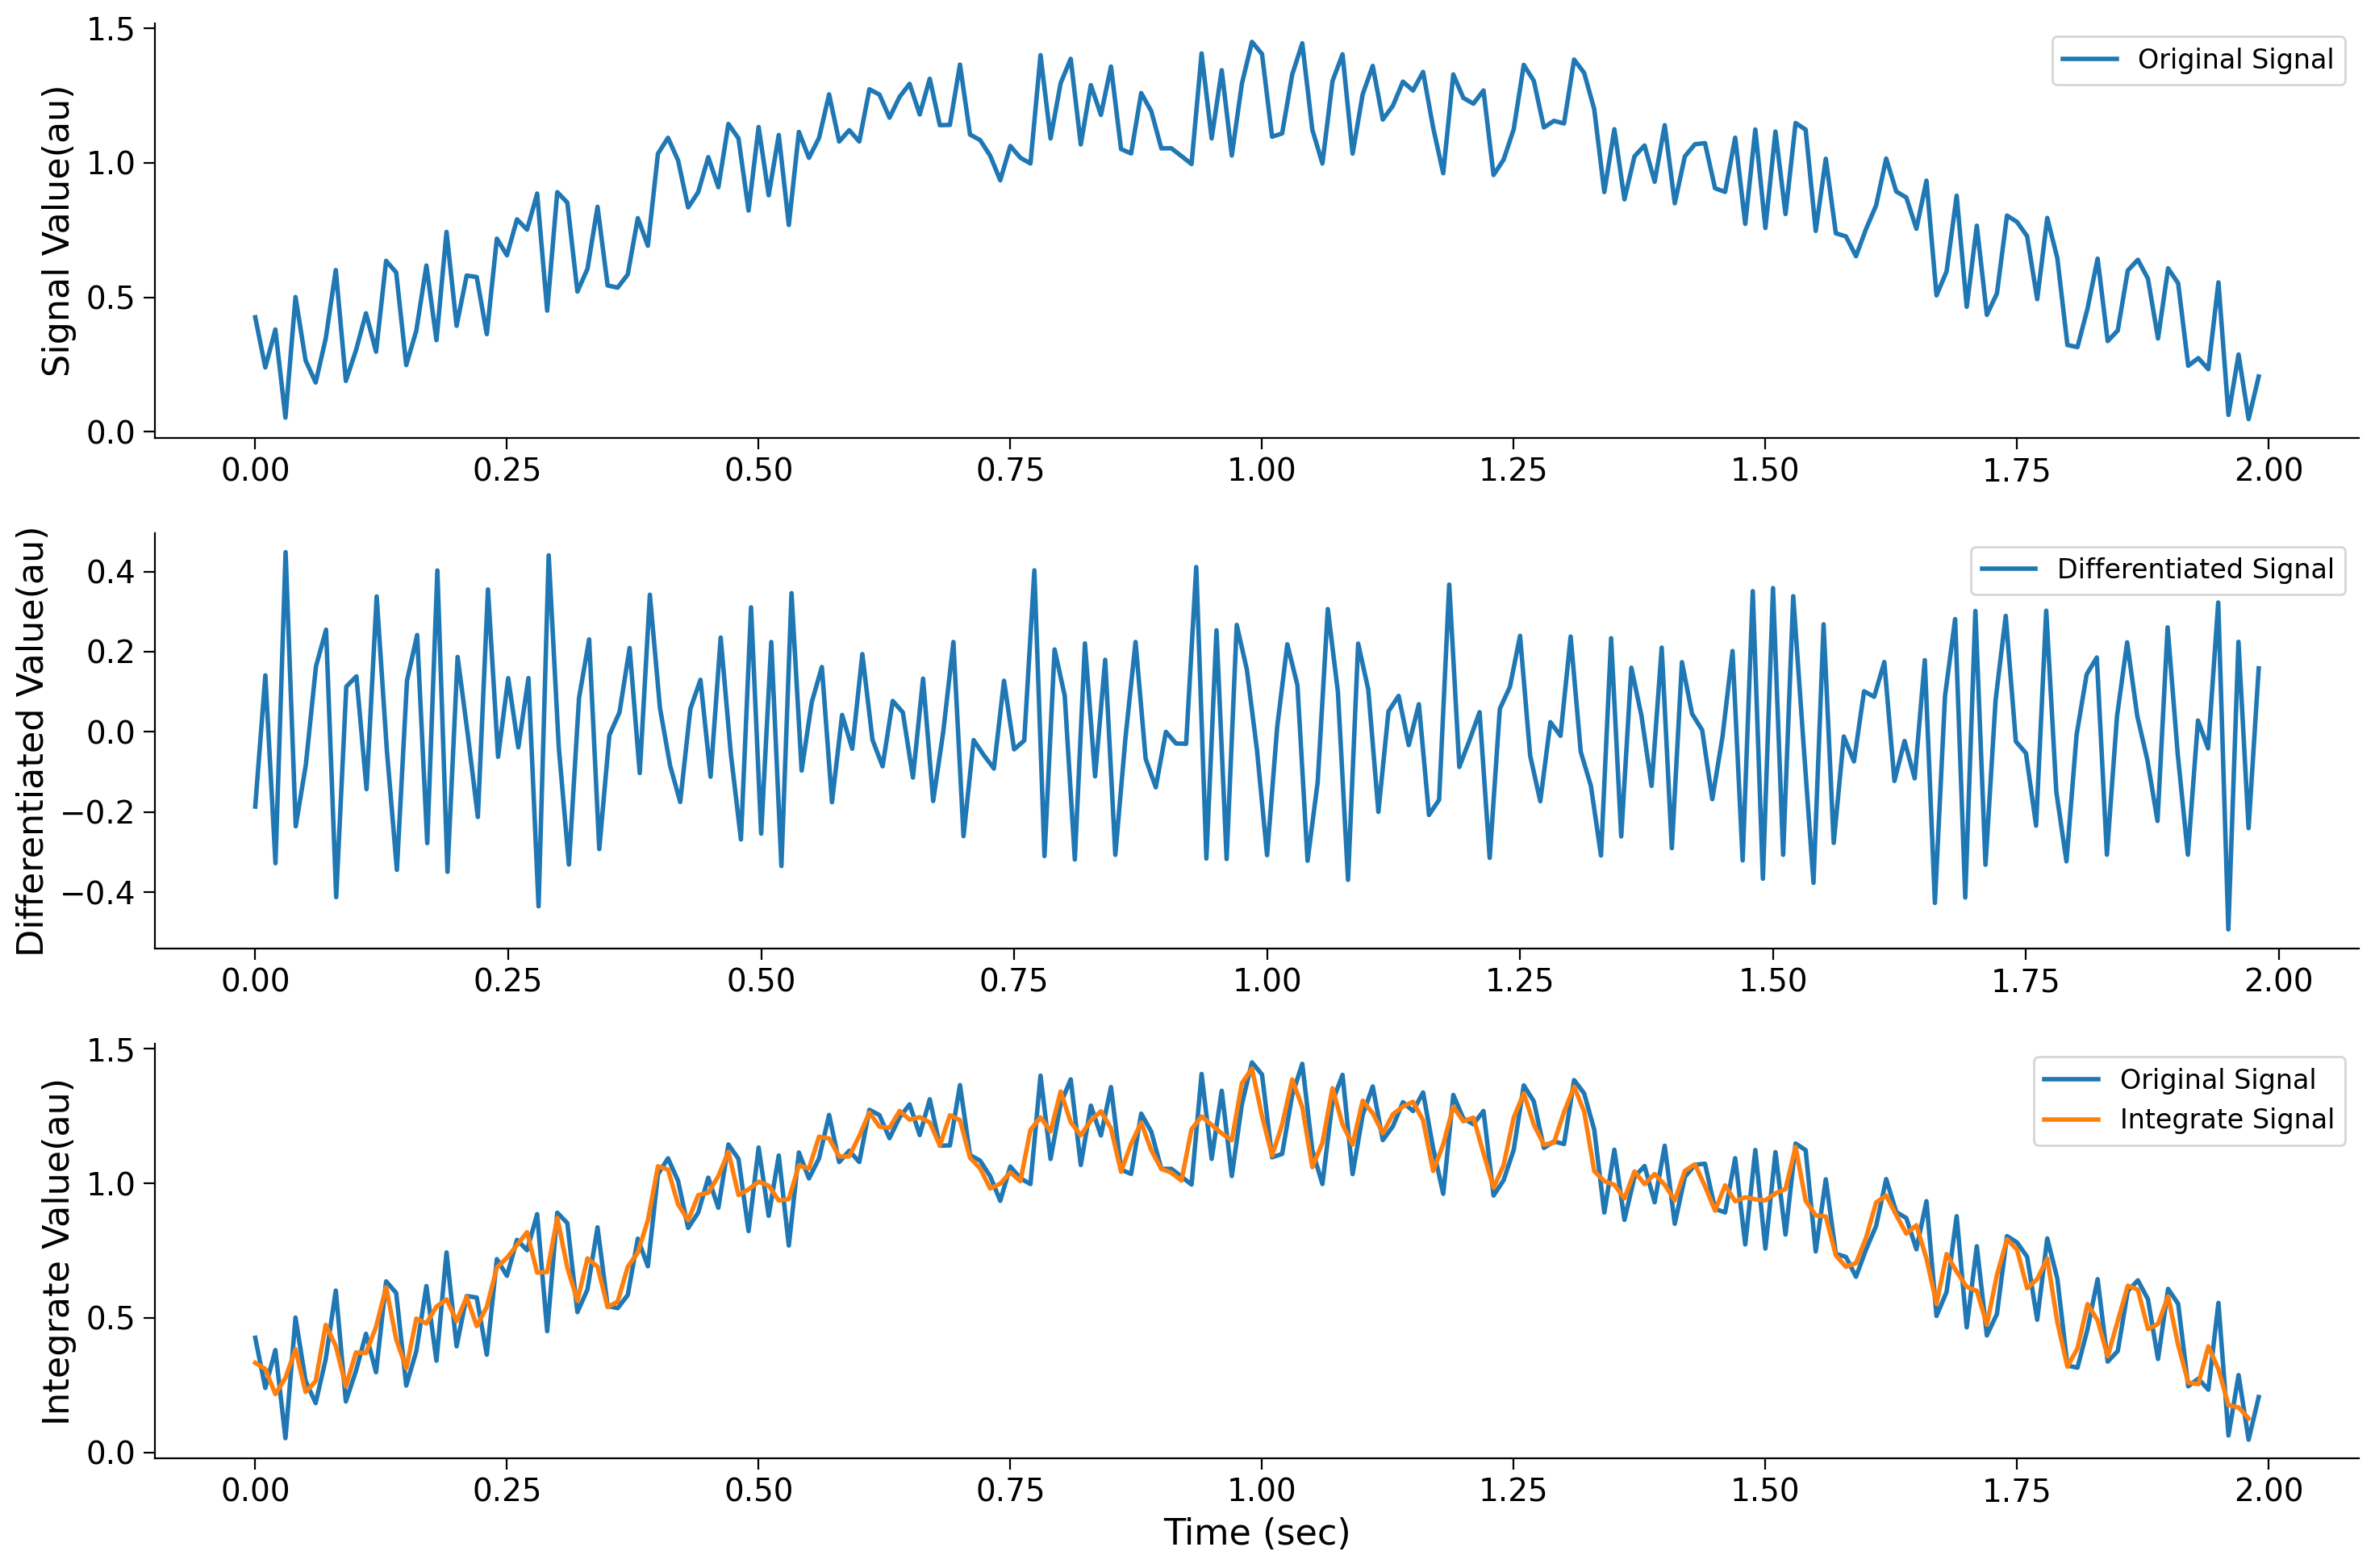 Signal Value(au)
1.5
1.0
0.5
0.0
Original Signal
0.00 0.25 0.50 0.75 1.00 1.25 1.50 1.75 2.00
Differentiated Value(au)
0.4
0.2
0.0
−0.2
−0.4
Differentiated Signal
0.00 0.25 0.50 0.75 1.00 1.25 1.50 1.75 2.00
Integrate Value(au)
1.5
1.0
0.5
0.0
Original Signal
Integrate Signal
0.00 0.25 0.50 0.75 1.00 1.25 1.50 1.75 2.00
Time (sec)